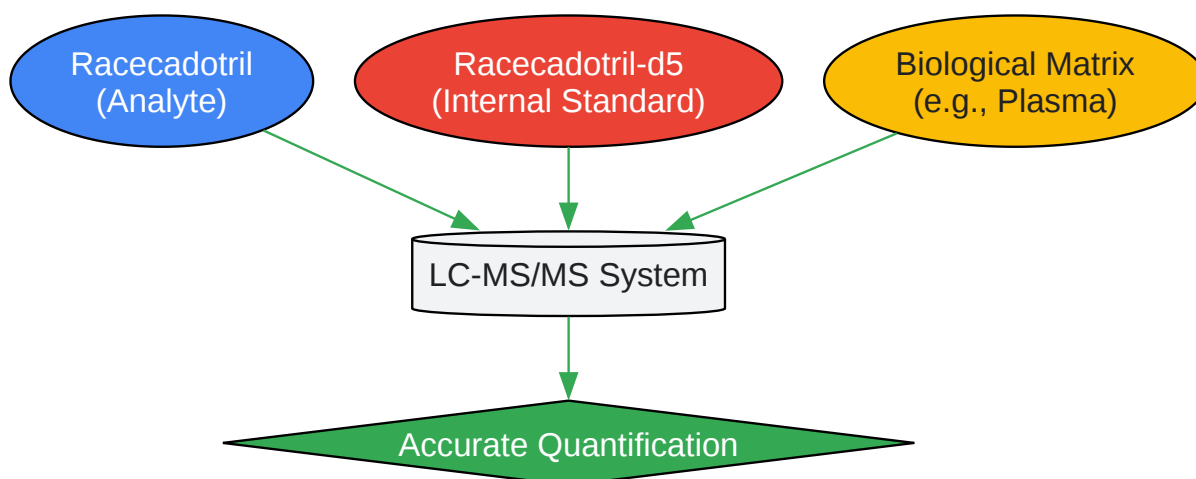 Racecadotril
(Analyte)
Racecadotril-d5
(Internal Standard)
Biological Matrix
(e.g., Plasma)
LC-MS/MS System
Accurate Quantification